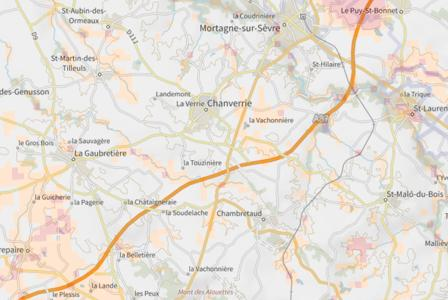 St-Aubin-des-
Ormeaux
la Coudrinière
Le Puy-St-Bonnet
Mortagne-sur-Sèvre
D9
D117
St-Martin-des-
Tilleuls
St-Hilaire
des-Genusson
Landemont
La Verrie
Chanverrie
la Trique
St-Lauren
la Vachonnière
A87
le Gros Bois
la Sauvagère
La Gaubretière
la Touzinière
la Guicherie
la Pagerie
la Châtaigneraie
la Soudelache
Chambretaud
St-Malô-du-Bois
l'Y
repaire
la Belletière
la Vachonnière
Malliè
la Lande
le Plessis
les Peux
Mont des Alouettes